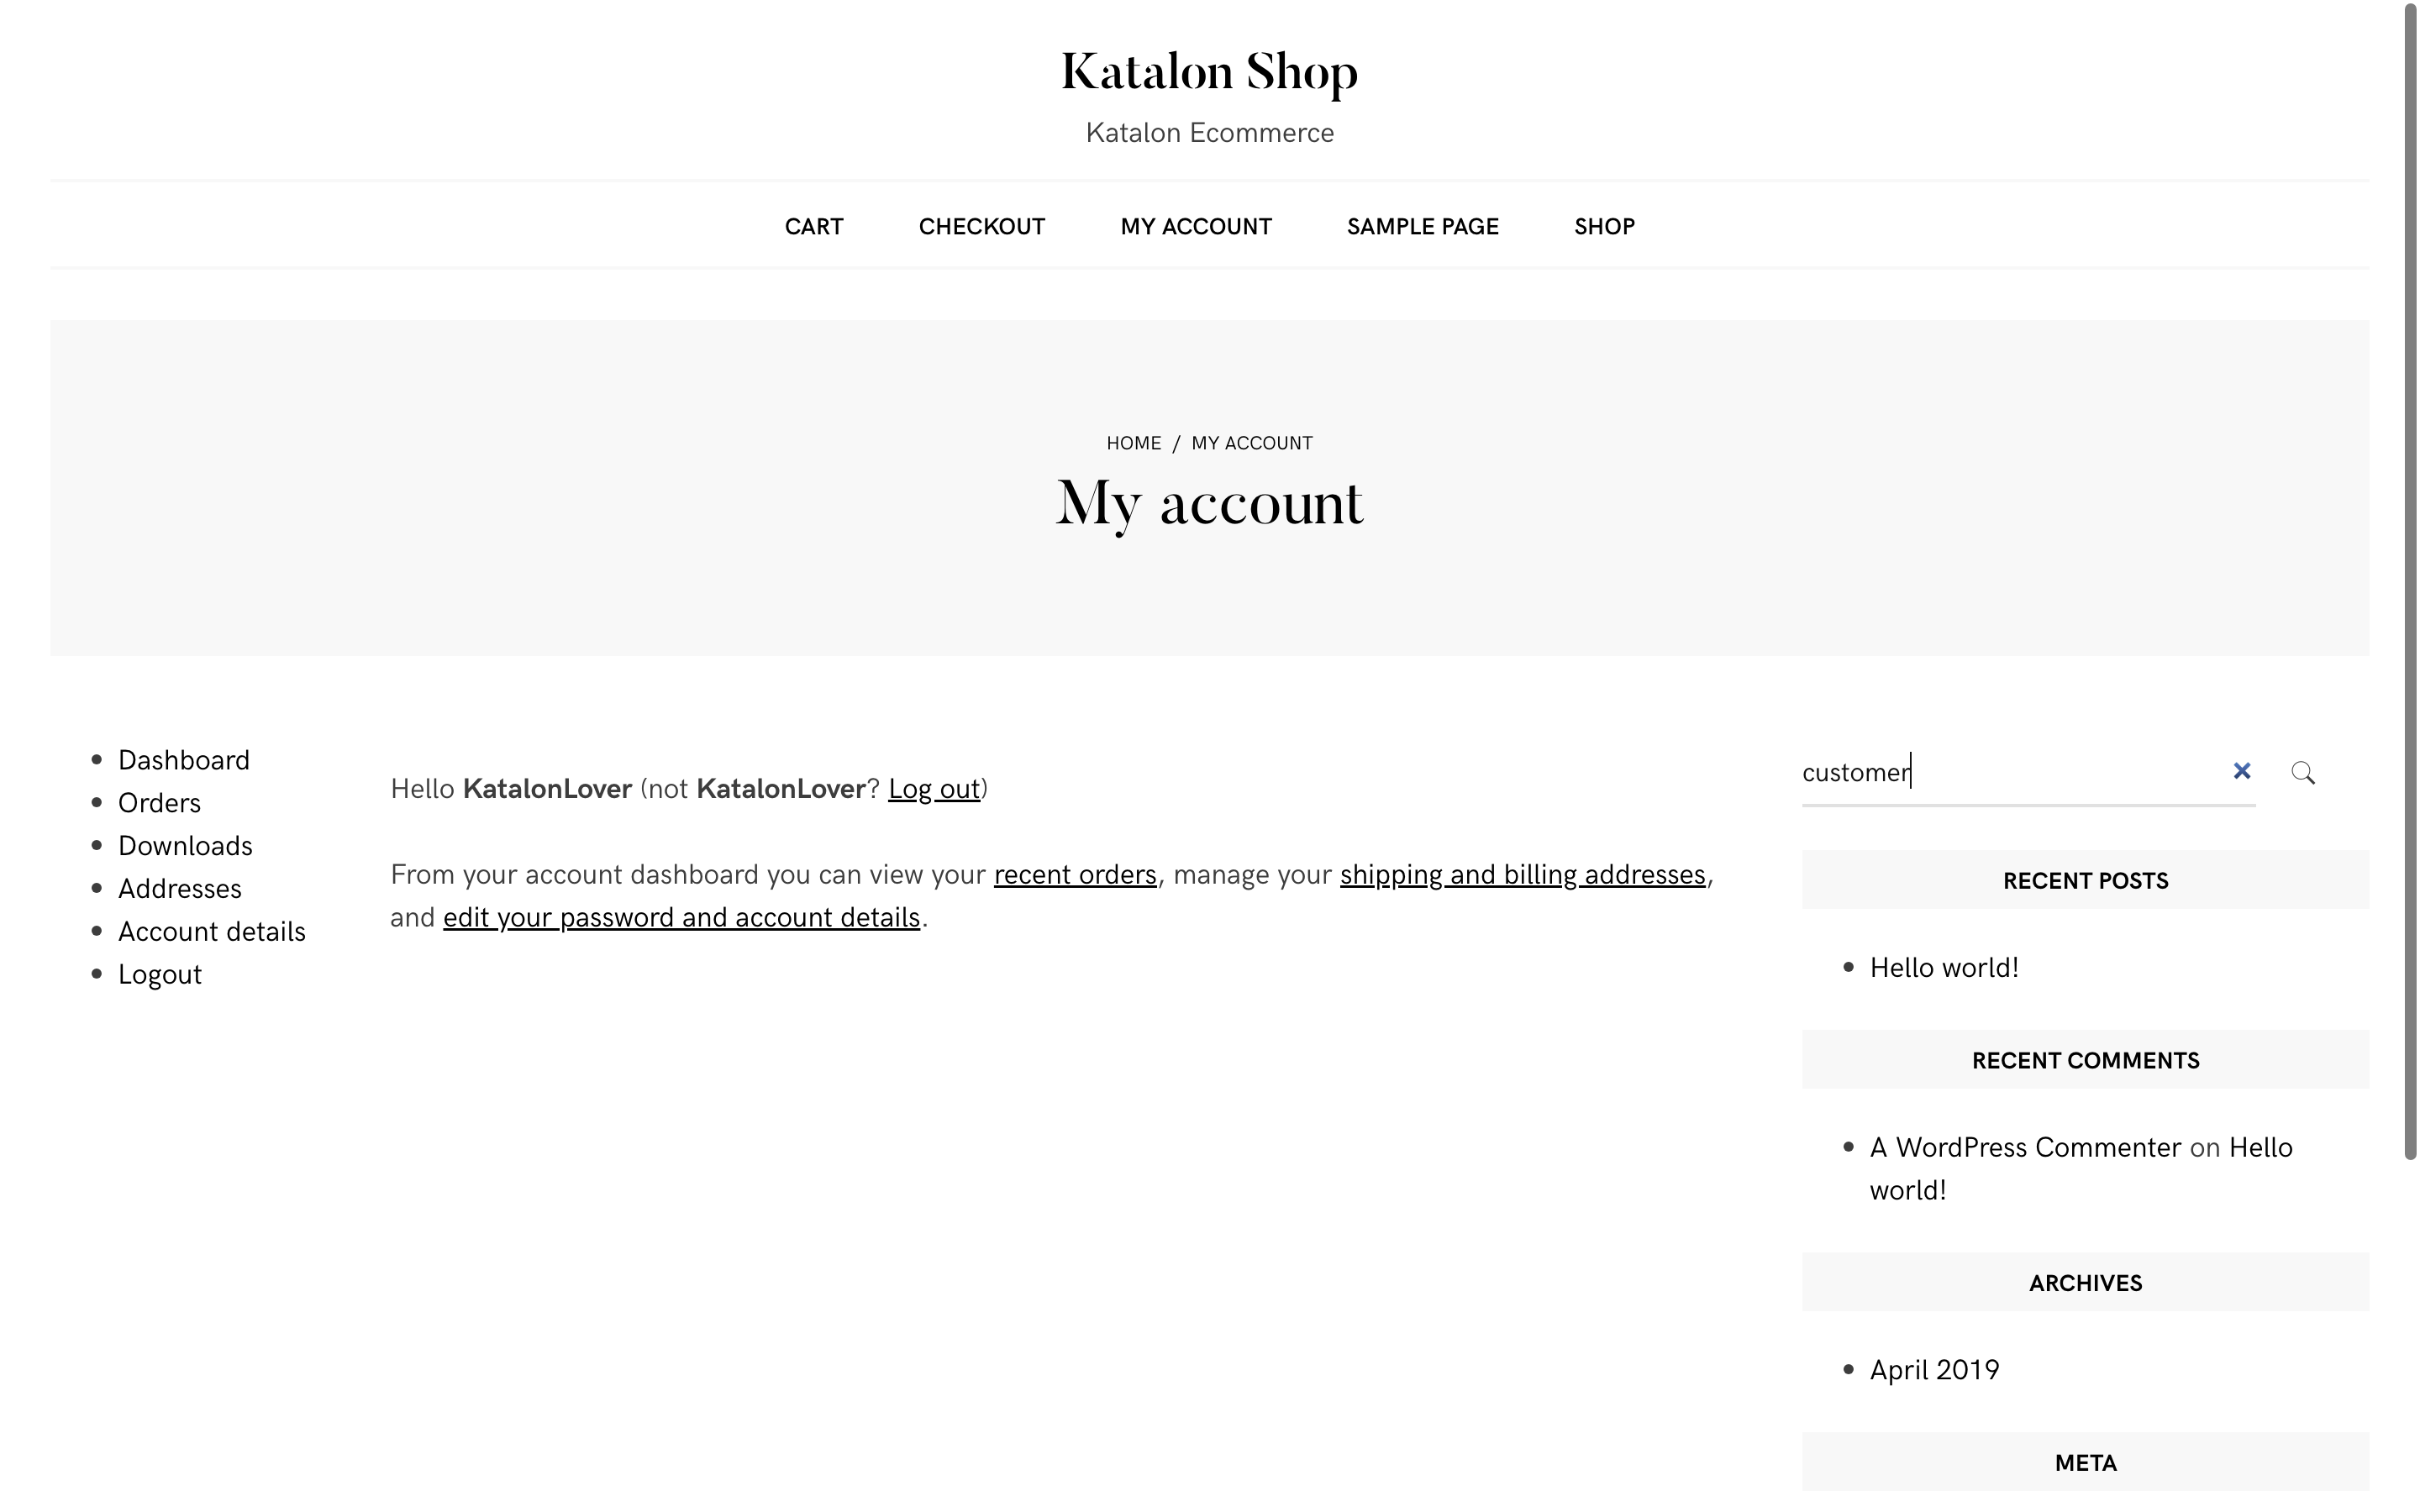 Katalon Shop
Katalon Ecommerce
CART CHECKOUT MY ACCOUNT SAMPLE PAGE SHOP
HOME / MY ACCOUNT
My account
Dashboard
Orders
Downloads
Addresses
Account details
Logout
Hello KatalonLover (not KatalonLover? Log out)
From your account dashboard you can view your recent orders, manage your shipping and billing addresses,
and edit your password and account details.
customer
RECENT POSTS
Hello world!
RECENT COMMENTS
A WordPress Commenter on Hello
world!
ARCHIVES
April 2019
META